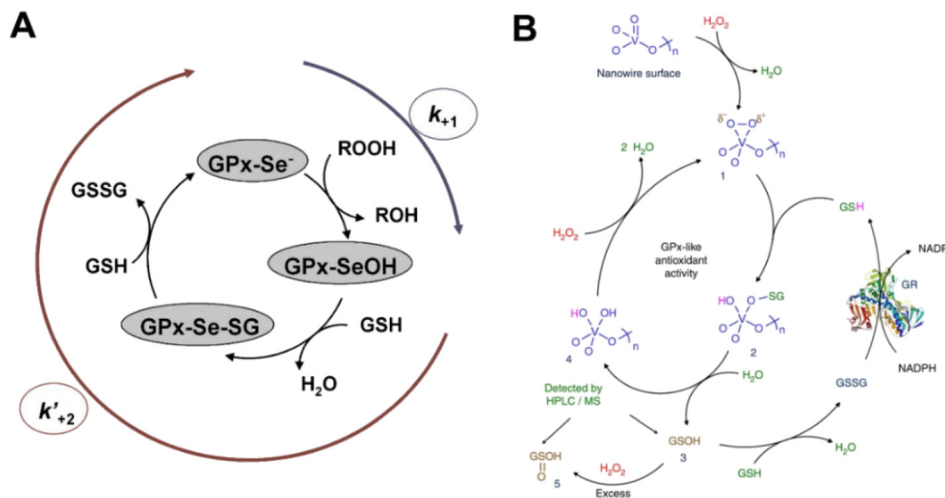 A
k+1
GPx-Se-
ROOH
ROH
GSSG
GSH
GPx-SeOH
GPx-Se-SG
GSH
H2O
k'+2
B
O
O
V
O
O
n
Nanowire surface
H2O2
H2O
δ- O—O δ+
V
O
O
O
n
1
2 H2O
H2O2
GPx-like
antioxidant
activity
GSH
NADP
GR
NADPH
HO
OH
V
O
O
O
n
4
HO
O
SG
V
O
O
O
n
2
H2O
Detected by
HPLC / MS
GSSG
GSOH
3
GSH
H2O
GSOH
O
5
H2O2
Excess